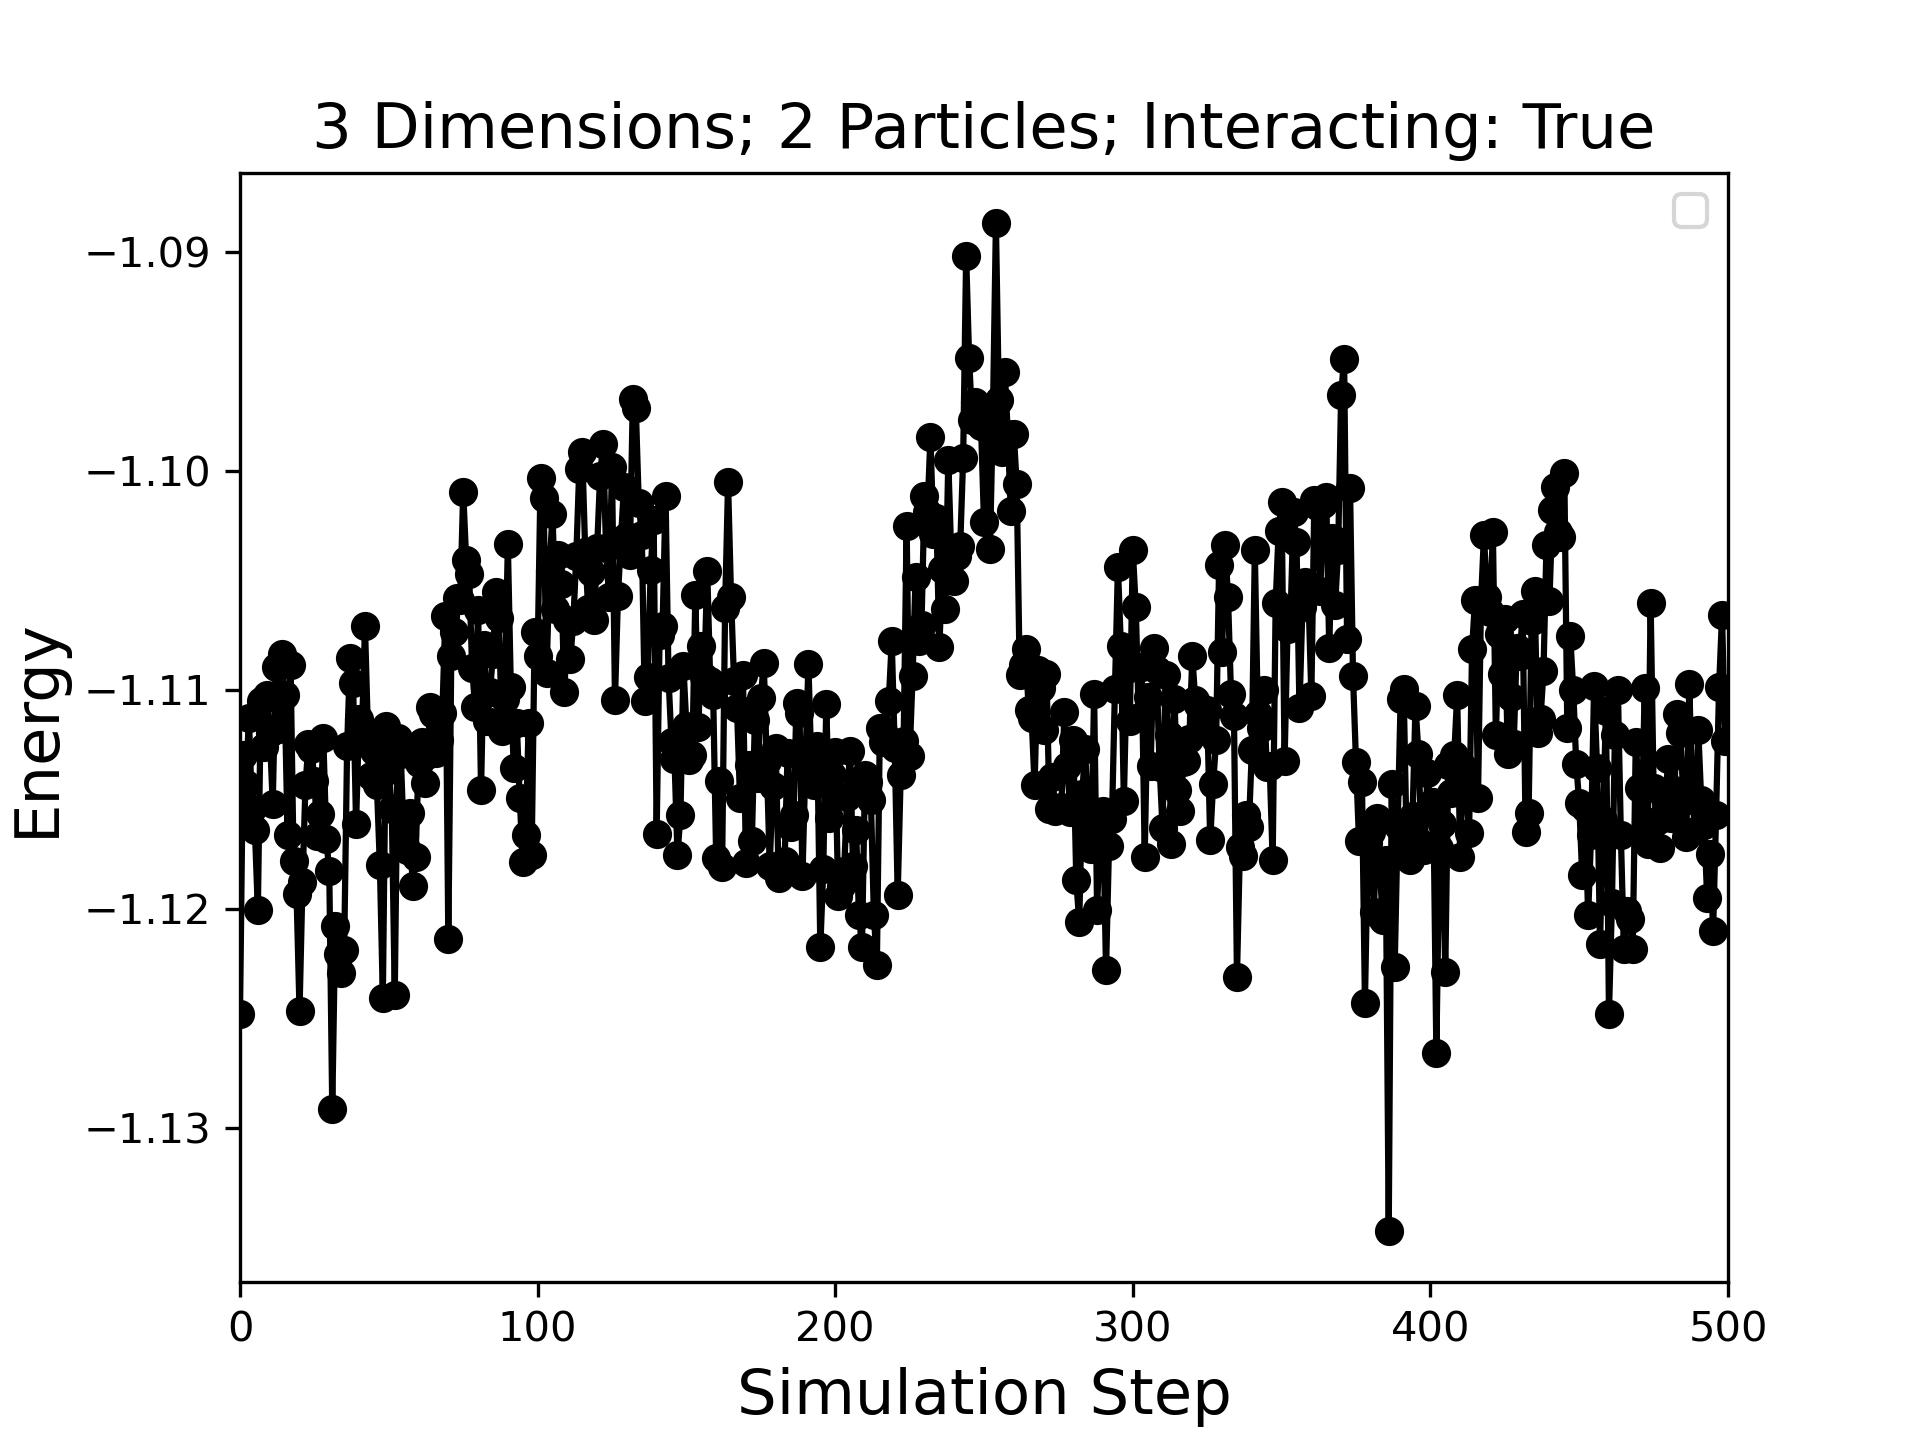 3 Dimensions; 2 Particles; Interacting: True
−1.09
−1.10
−1.11
−1.12
−1.13
Energy
0 100 200 300 400 500
Simulation Step